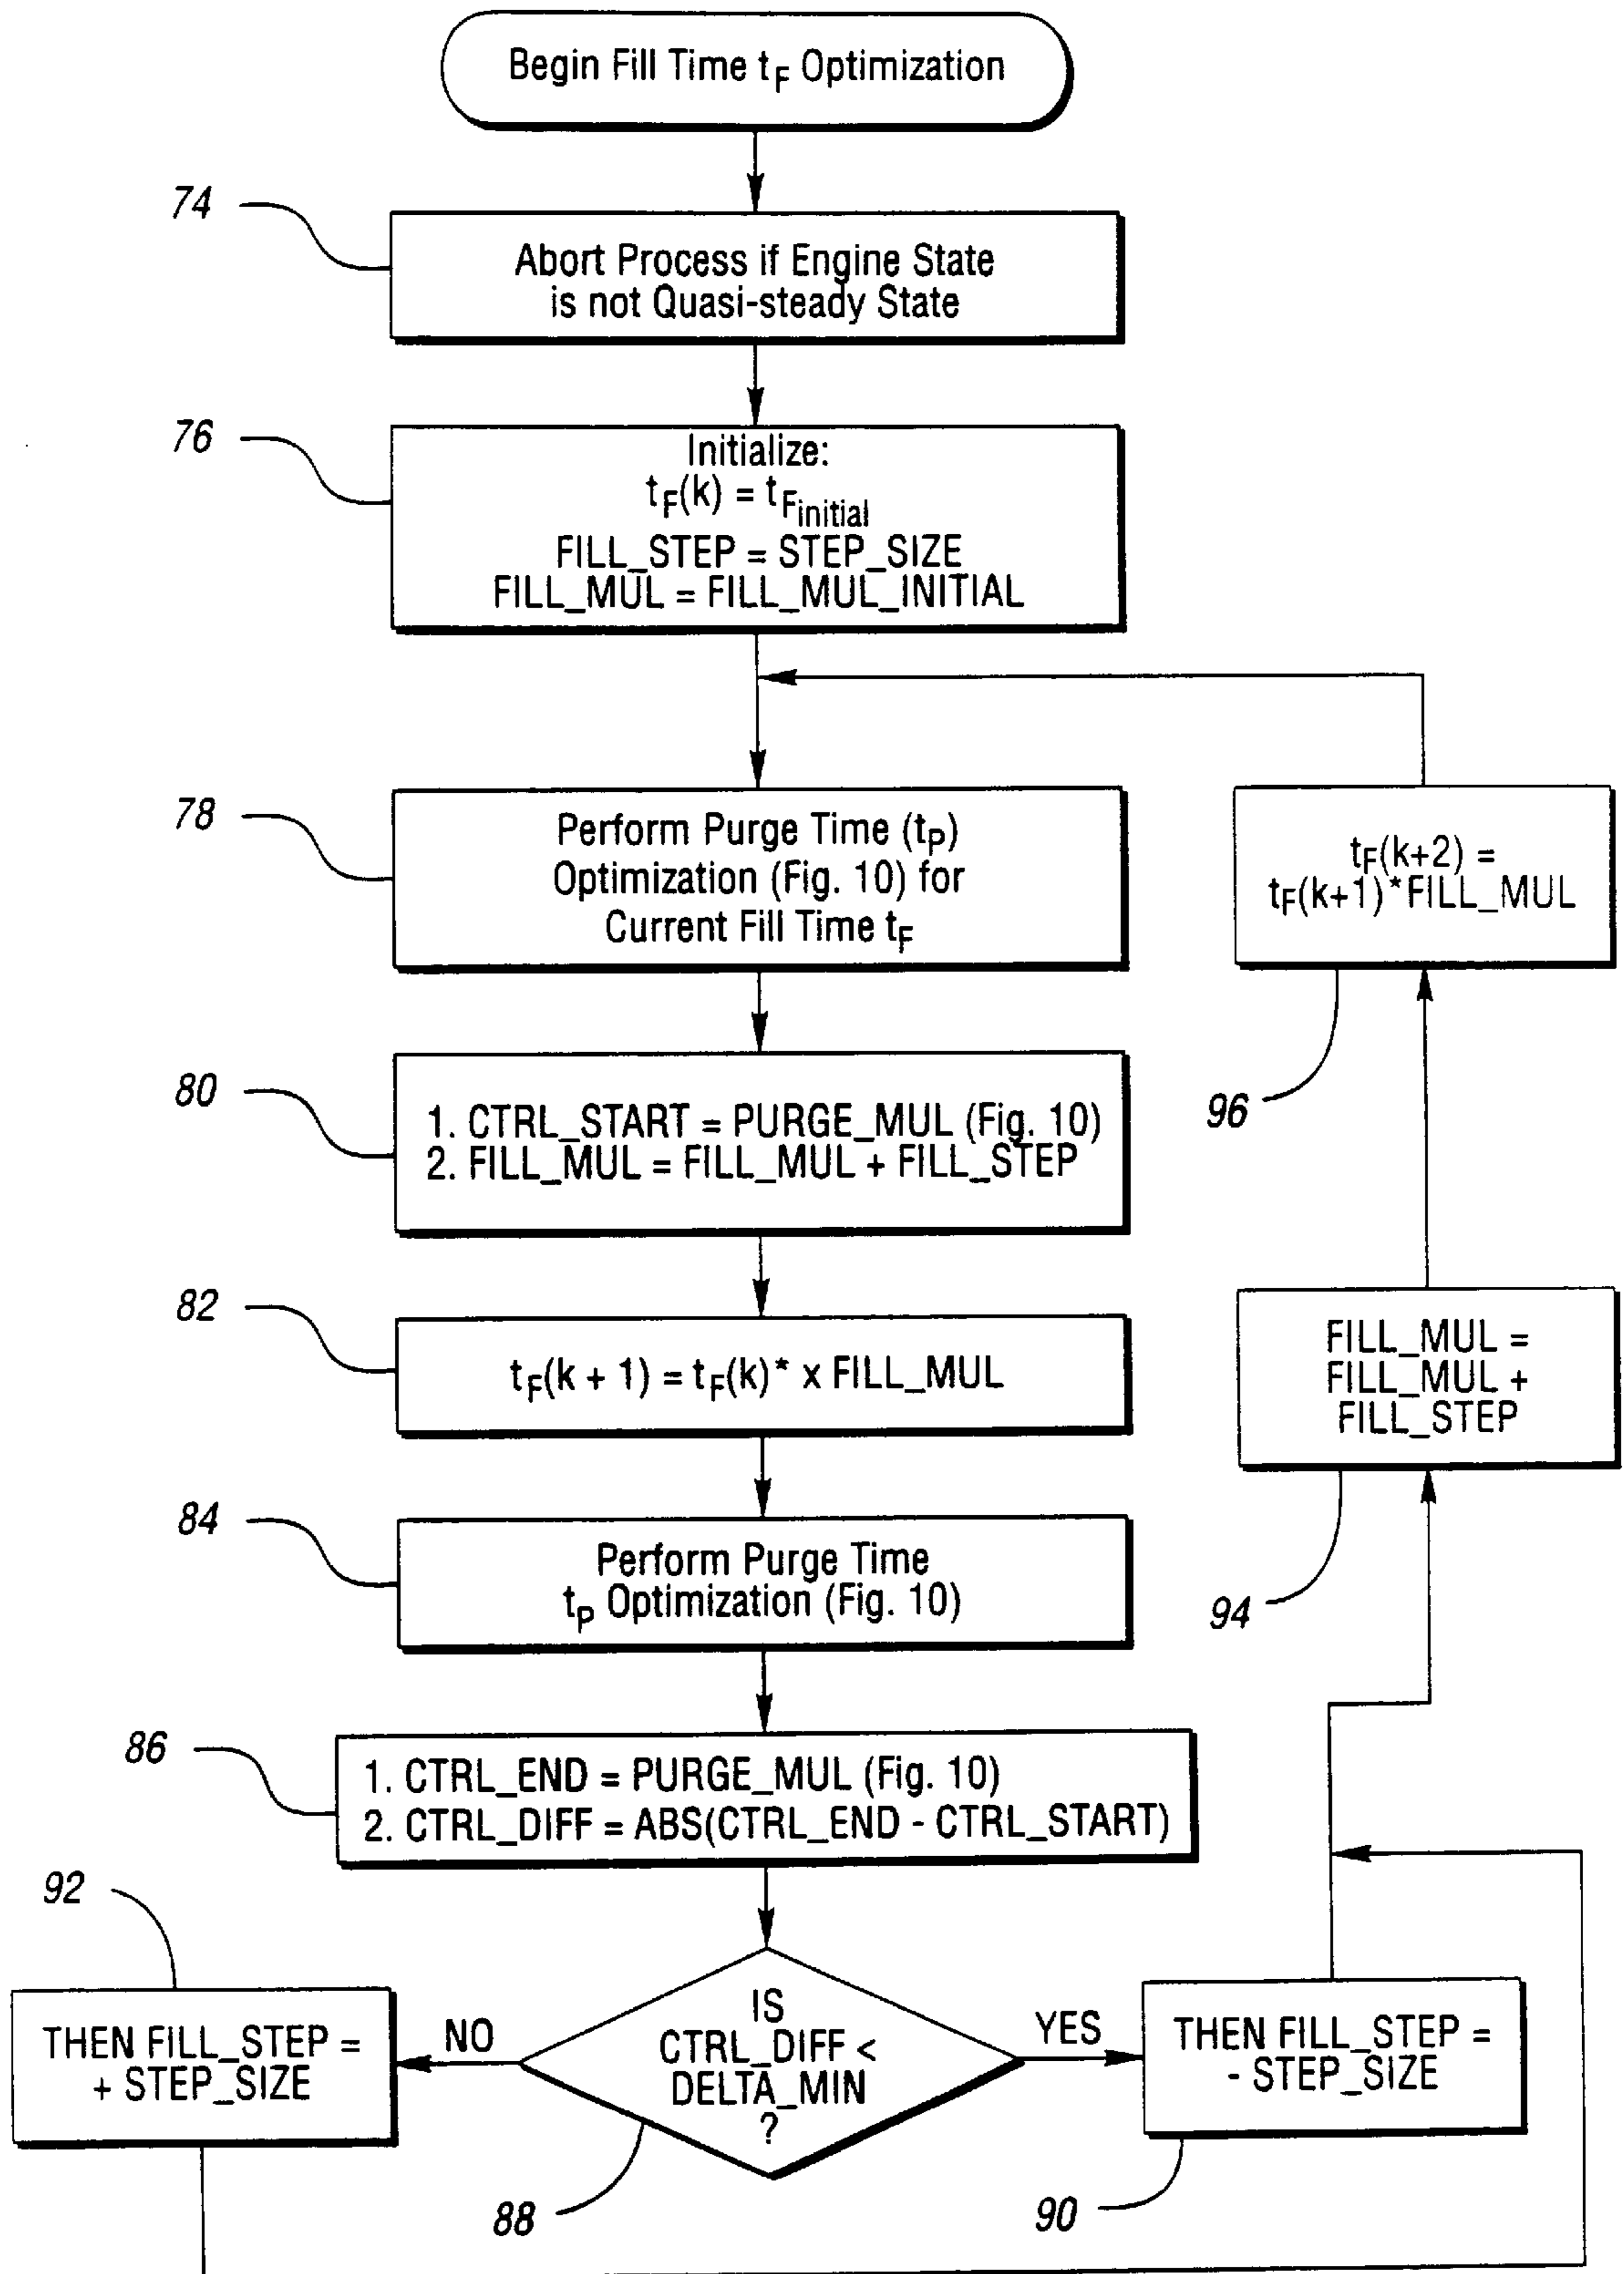 Begin Fill Time tF Optimization
74
Abort Process if Engine State
is not Quasi-steady State
76
Initialize:
tF(k) = tFinitial
FILL_STEP = STEP_SIZE
FILL_MUL = FILL_MUL_INITIAL
78
Perform Purge Time (tP)
Optimization (Fig. 10) for
Current Fill Time tF
tF(k+2) =
tF(k+1)*FILL_MUL
96
80
1. CTRL_START = PURGE_MUL (Fig. 10)
2. FILL_MUL = FILL_MUL + FILL_STEP
82
tF(k + 1) = tF(k)* x FILL_MUL
FILL_MUL =
FILL_MUL +
FILL_STEP
94
84
Perform Purge Time
tP Optimization (Fig. 10)
86
1. CTRL_END = PURGE_MUL (Fig. 10)
2. CTRL_DIFF = ABS(CTRL_END - CTRL_START)
92
THEN FILL_STEP =
+ STEP_SIZE
NO
IS
CTRL_DIFF <
DELTA_MIN
?
88
YES
THEN FILL_STEP =
- STEP_SIZE
90